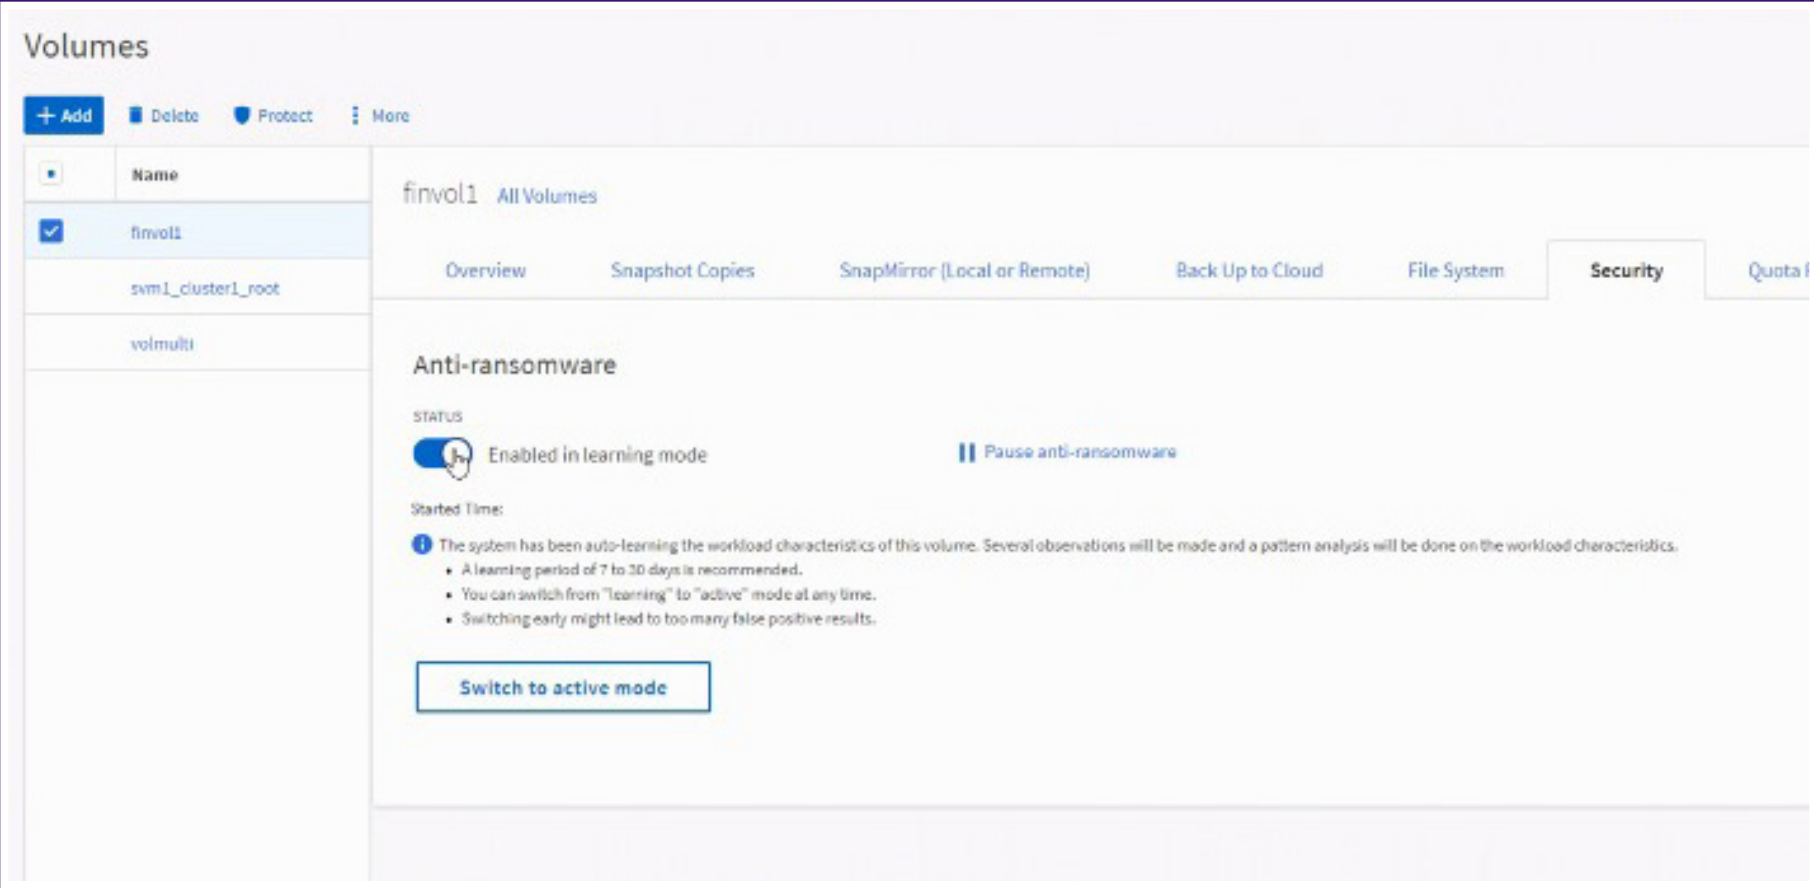 Volumes
+ Add Delete Protect More
Name
finvol1
svm1_cluster1_root
volmulti
finvol1 All Volumes
Overview Snapshot Copies SnapMirror (Local or Remote) Back Up to Cloud File System Security Quota
Anti-ransomware
STATUS
Enabled in learning mode
Pause anti-ransomware
Started Time:
The system has been auto-learning the workload characteristics of this volume. Several observations will be made and a pattern analysis will be done on the workload characteristics.
• A learning period of 7 to 30 days is recommended.
• You can switch from "learning" to "active" mode at any time.
• Switching early might lead to too many false positive results.
Switch to active mode